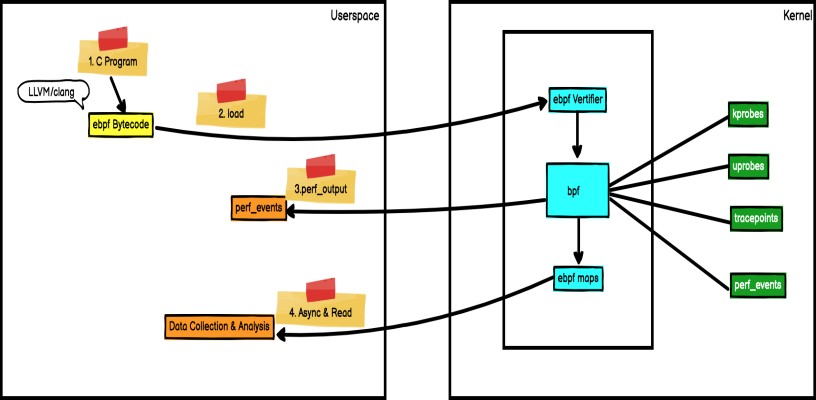 Userspace
Kernel
1. C Program
LLVM/clang
ebpf Bytecode
2. load
ebpf Vertifier
kprobes
uprobes
3.perf_output
bpf
perf_events
tracepoints
ebpf maps
perf_events
4. Async & Read
Data Collection & Analysis